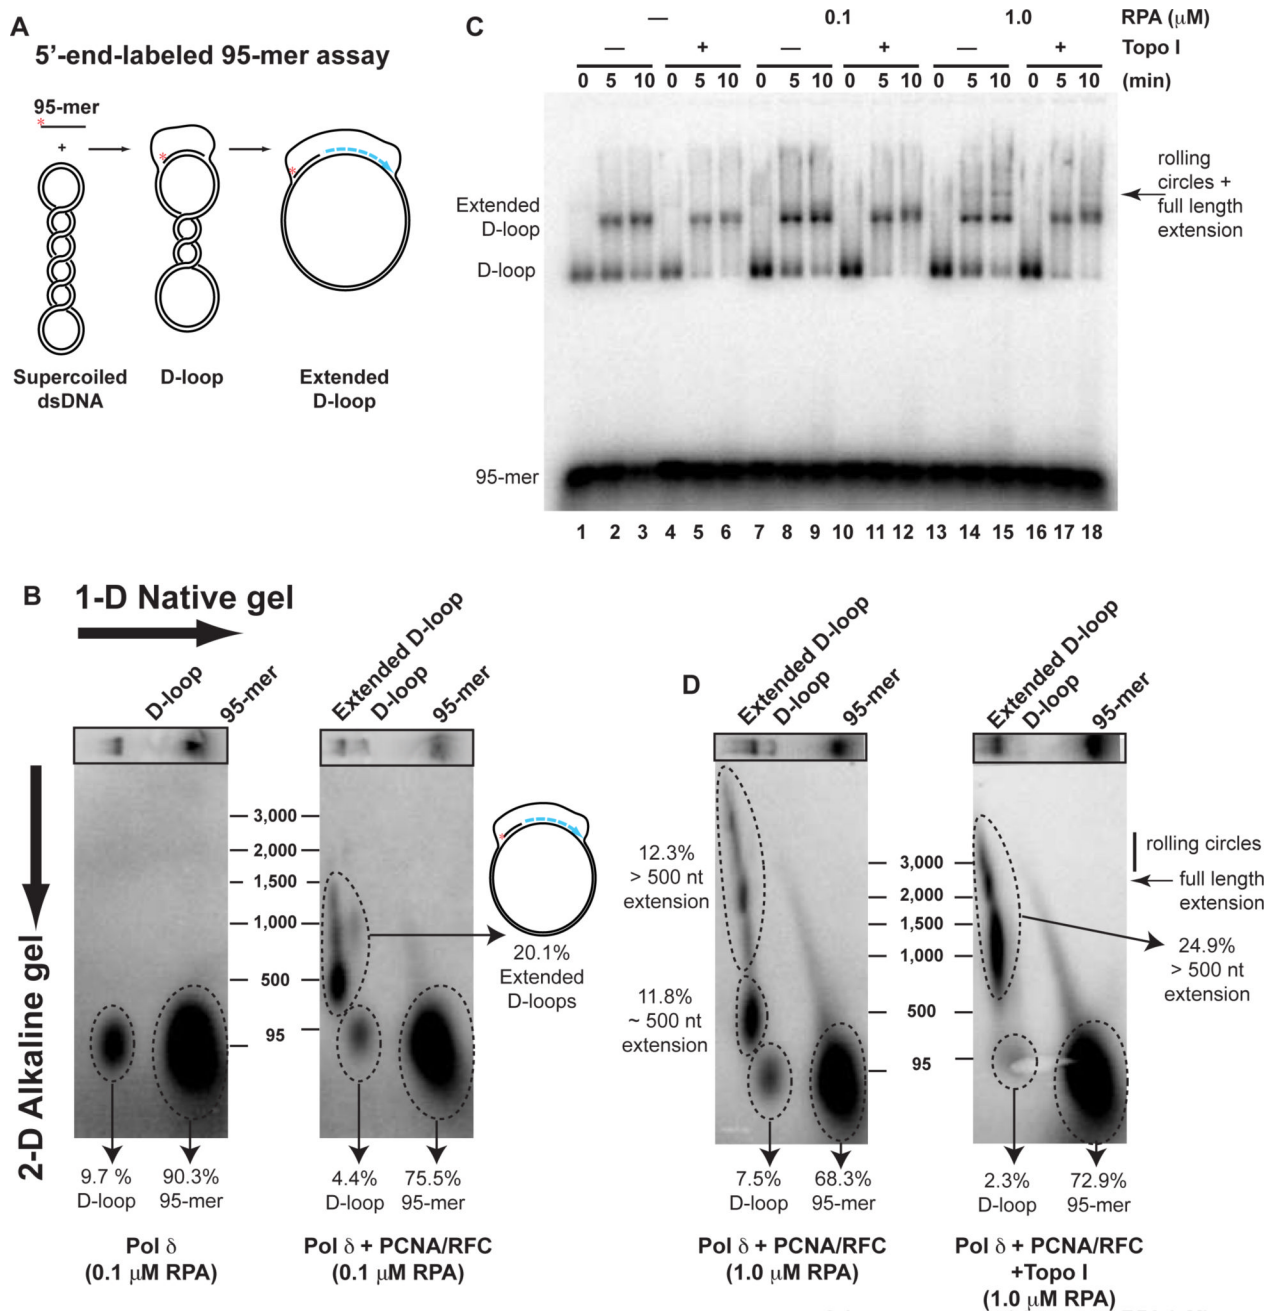 A
5'-end-labeled 95-mer assay
95-mer
*
+
*
*
Supercoiled
dsDNA
D-loop
Extended
D-loop
C
— 0.1 1.0 RPA (μM)
— + — + — + Topo I
0 5 10 0 5 10 0 5 10 0 5 10 0 5 10 0 5 10 (min)
Extended
D-loop
D-loop
95-mer
rolling
circles +
full length
extension
1 2 3 4 5 6 7 8 9 10 11 12 13 14 15 16 17 18
B
1-D Native gel
2-D Alkaline gel
D-loop
95-mer
Extended D-loop
D-loop
95-mer
3,000
2,000
1,500
1,000
500
95
*
20.1%
Extended
D-loops
9.7 %
D-loop
90.3%
95-mer
4.4%
D-loop
75.5%
95-mer
Pol δ
(0.1 μM RPA)
Pol δ + PCNA/RFC
(0.1 μM RPA)
D
Extended D-loop
D-loop
95-mer
Extended D-loop
D-loop
95-mer
12.3%
> 500 nt
extension
11.8%
~ 500 nt
extension
3,000
2,000
1,500
1,000
500
95
rolling circles
full length
extension
24.9%
> 500 nt
extension
7.5%
D-loop
68.3%
95-mer
2.3%
D-loop
72.9%
95-mer
Pol δ + PCNA/RFC
(1.0 μM RPA)
Pol δ + PCNA/RFC
+Topo I
(1.0 μM RPA)